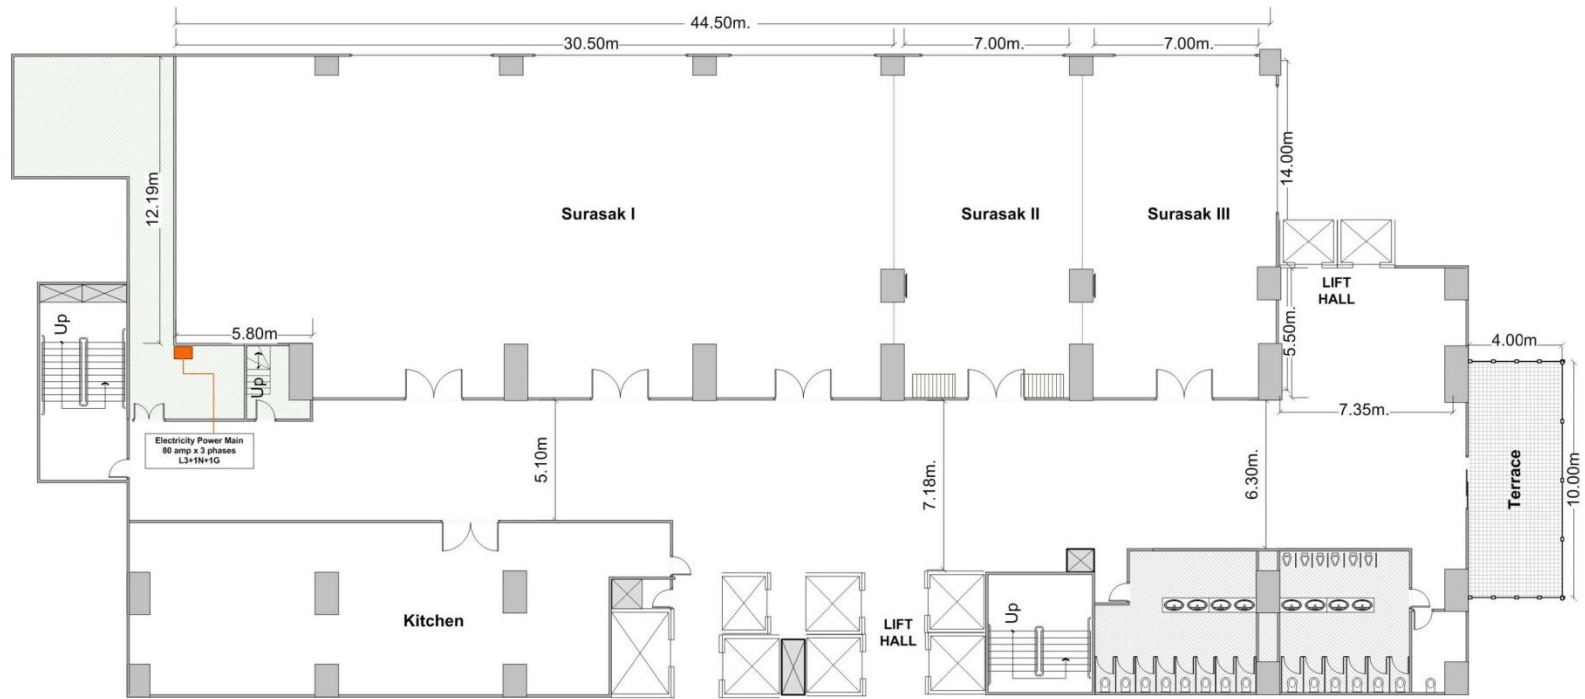 44.50m.
30.50m
7.00m.
7.00m.
12.19m
14.00m
Surasak I
Surasak II
Surasak III
LIFT
HALL
Up
5.80m
Up
5.50m.
4.00m
7.35m.
Electricity Power Main
80 amp x 3 phases
L3+1N+1G
5.10m
7.18m.
6.30m.
Terrace
10.00m
Kitchen
LIFT
HALL
Up